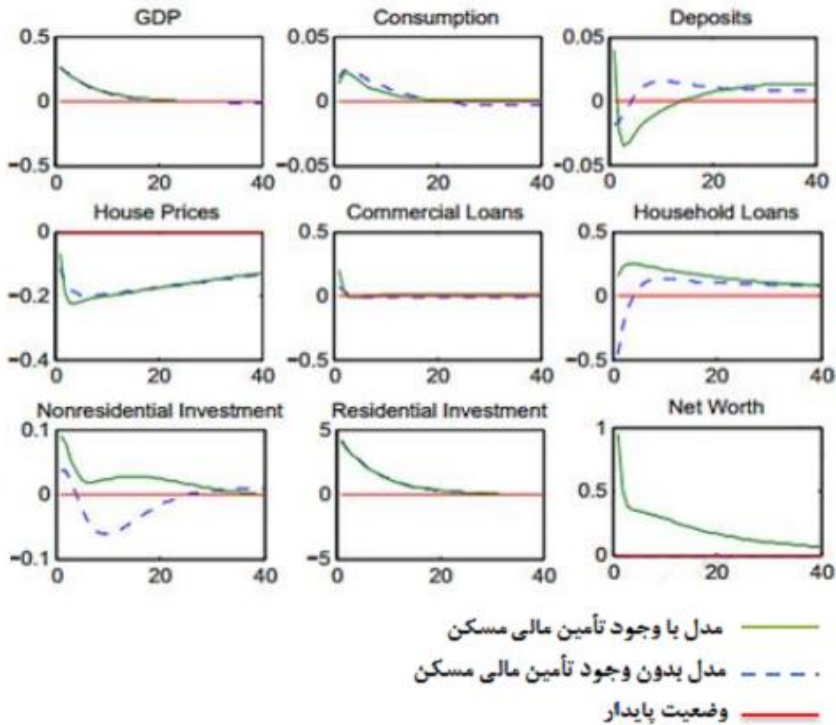 GDP Consumption Deposits
0.5 0.05 0.05
0 0 0
−0.5 −0.05 −0.05
0 20 40 0 20 40 0 20 40
House Prices Commercial Loans Household Loans
0 0.5 0.5
−0.2 0 0
−0.4 −0.5 −0.5
0 20 40 0 20 40 0 20 40
Nonresidential Investment Residential Investment Net Worth
0.1 5 1
0 0 0.5
−0.1 −5 0
0 20 40 0 20 40 0 20 40
مدل با وجود تأمین مالی مسکن
مدل بدون وجود تأمین مالی مسکن
وضعیت پایدار